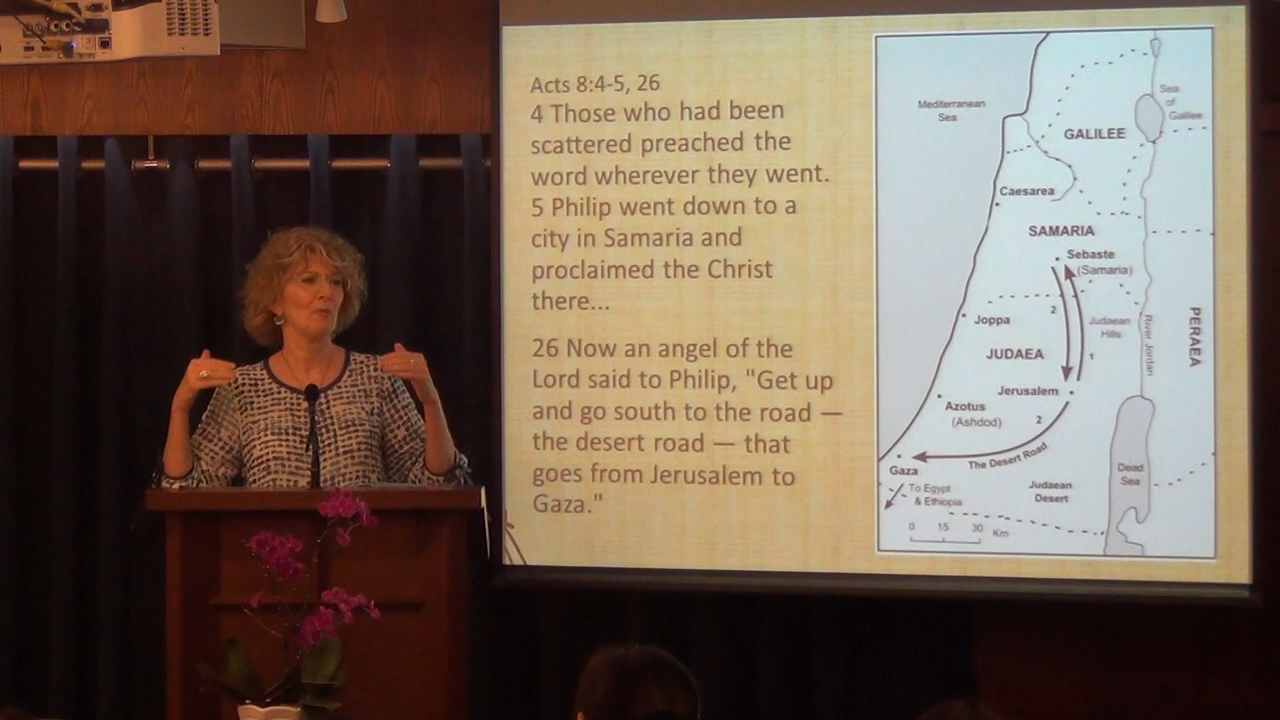 Acts 8:4-5, 26
4 Those who had been
scattered preached the
word wherever they went.
5 Philip went down to a
city in Samaria and
proclaimed the Christ
there...
26 Now an angel of the
Lord said to Philip, "Get up
and go south to the road —
the desert road — that
goes from Jerusalem to
Gaza."
Mediterranean
Sea
Sea
of
Galilee
GALILEE
Caesarea
SAMARIA
Sebaste
(Samaria)
2
Joppa
Judaean
Hills
PERAEA
River Jordan
JUDAEA
1
Jerusalem
Azotus
(Ashdod)
2
The Desert Road
Gaza
Dead
Sea
To Egypt
& Ethiopia
Judaean
Desert
0 15 30 Km